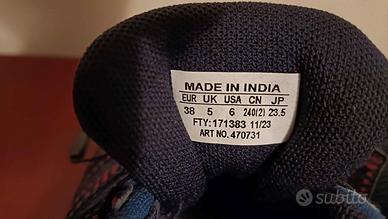 MADE IN INDIA
EUR UK USA CN JP
38 5 6 240(2) 23.5
FTY: 171383 11/23
ART NO. 470731
subito